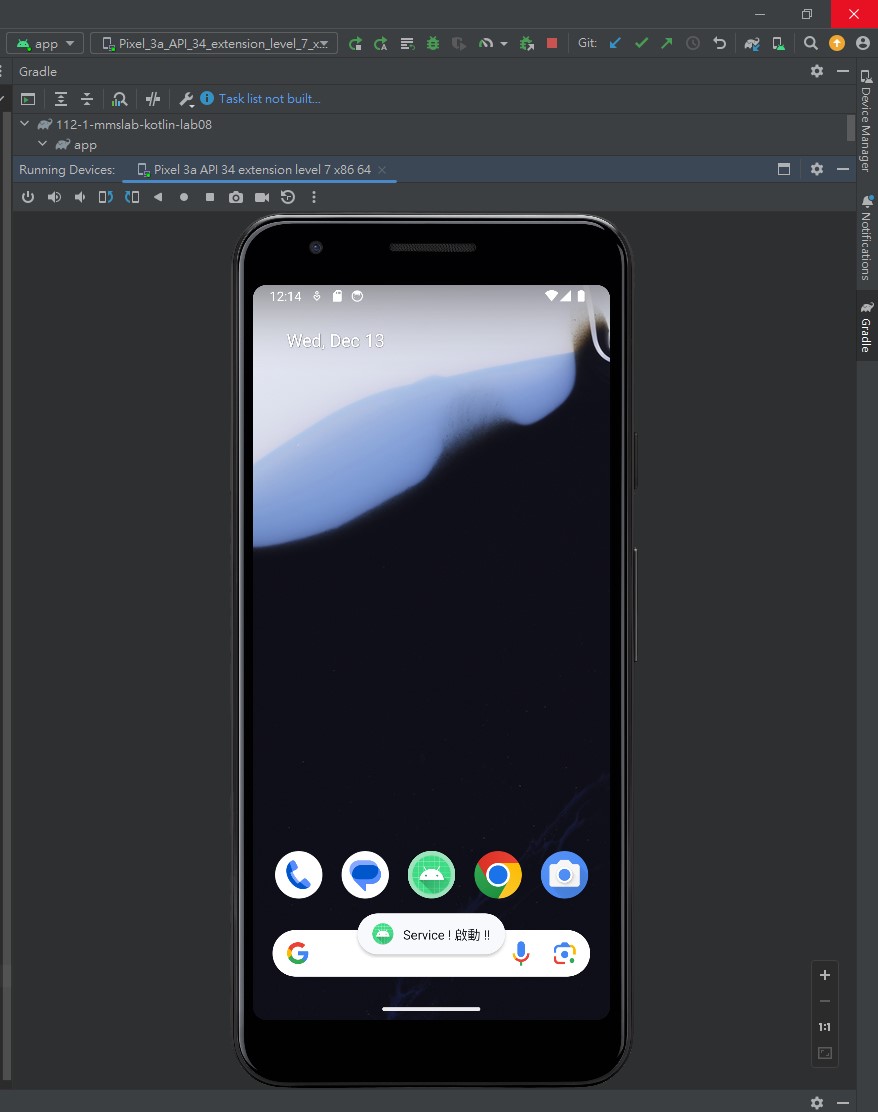 app
Pixel_3a_API_34_extension_level_7_x...
Git:
Gradle
Task list not built...
112-1-mmslab-kotlin-lab08
app
Running Devices:
Pixel 3a API 34 extension level 7 x86 64
12:14
Wed, Dec 13
Service ! 啟動 !!
1:1
Device Manager
Notifications
Gradle